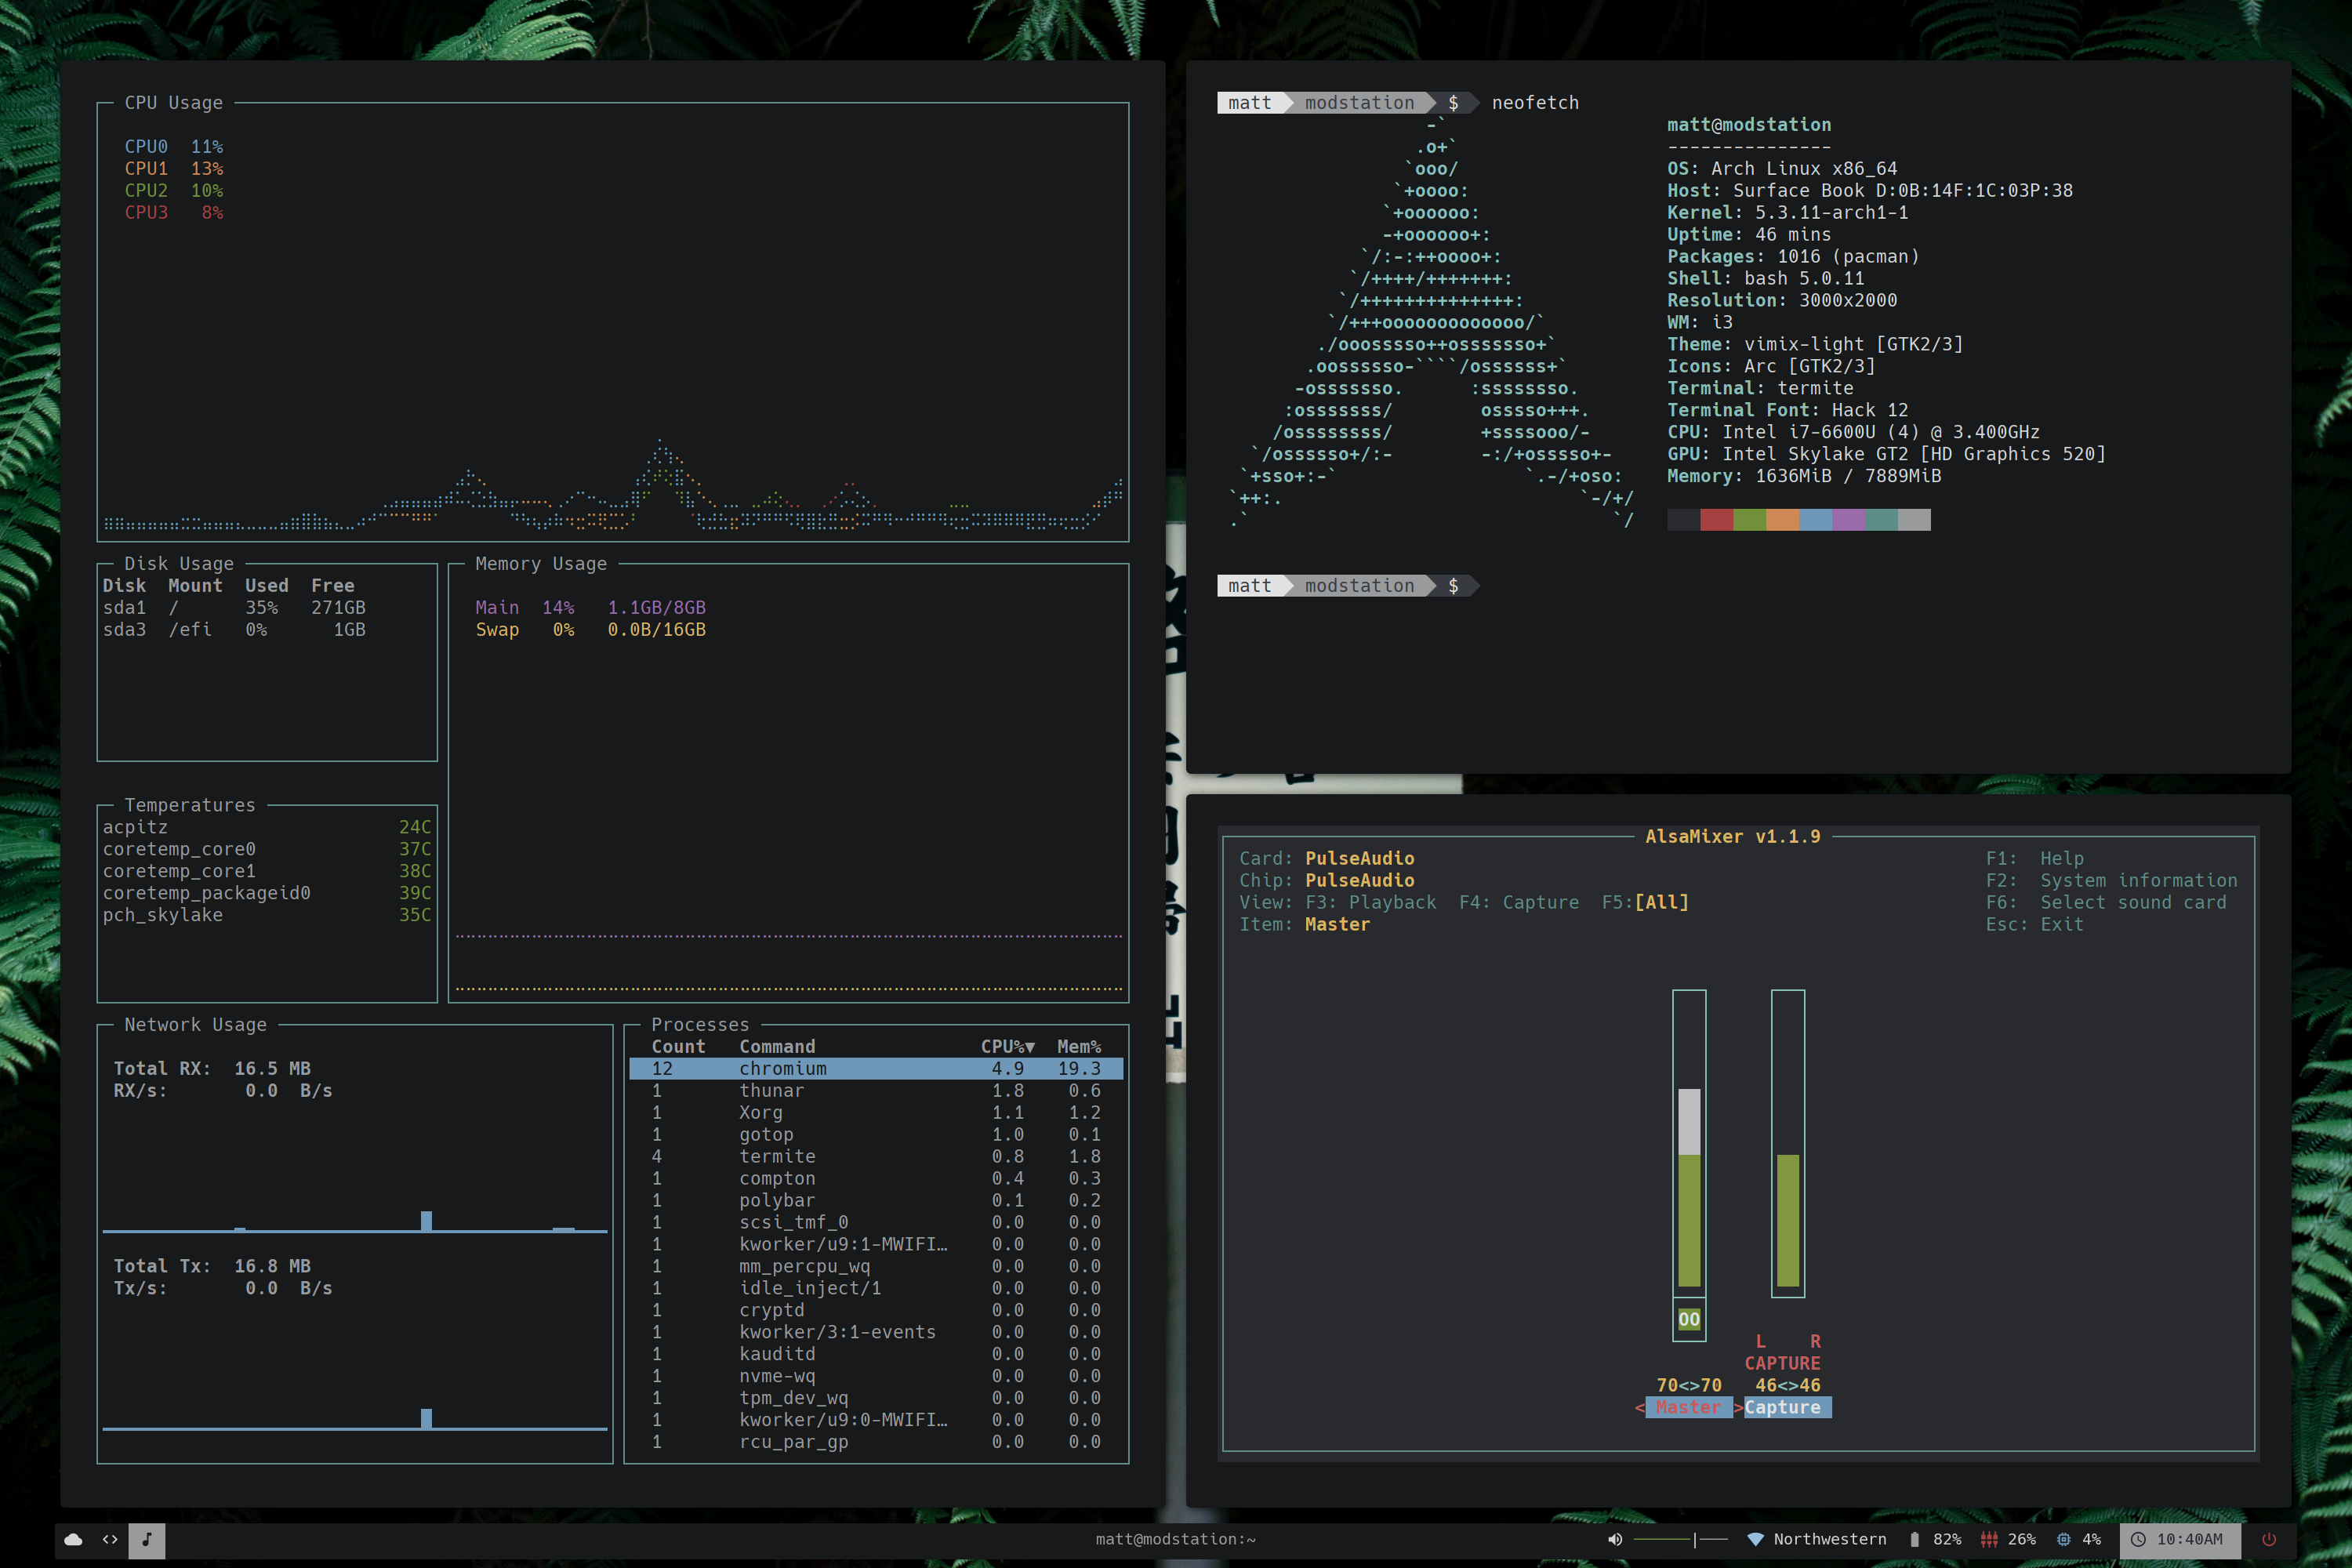 CPU Usage
CPU0 11%
CPU1 13%
CPU2 10%
CPU3 8%
Disk Usage
Disk Mount Used Free
sda1 / 35% 271GB
sda3 /efi 0% 1GB
Memory Usage
Main 14% 1.1GB/8GB
Swap 0% 0.0B/16GB
Temperatures
acpitz 24C
coretemp_core0 37C
coretemp_core1 38C
coretemp_packageid0 39C
pch_skylake 35C
Network Usage
Total RX: 16.5 MB
RX/s: 0.0 B/s
Total Tx: 16.8 MB
Tx/s: 0.0 B/s
Processes
Count Command CPU%▼ Mem%
12 chromium 4.9 19.3
1 thunar 1.8 0.6
1 Xorg 1.1 1.2
1 gotop 1.0 0.1
4 termite 0.8 1.8
1 compton 0.4 0.3
1 polybar 0.1 0.2
1 scsi_tmf_0 0.0 0.0
1 kworker/u9:1-MWIFI… 0.0 0.0
1 mm_percpu_wq 0.0 0.0
1 idle_inject/1 0.0 0.0
1 cryptd 0.0 0.0
1 kworker/3:1-events 0.0 0.0
1 kauditd 0.0 0.0
1 nvme-wq 0.0 0.0
1 tpm_dev_wq 0.0 0.0
1 kworker/u9:0-MWIFI… 0.0 0.0
1 rcu_par_gp 0.0 0.0
matt modstation $ neofetch
matt@modstation
---------------
OS: Arch Linux x86_64
Host: Surface Book D:0B:14F:1C:03P:38
Kernel: 5.3.11-arch1-1
Uptime: 46 mins
Packages: 1016 (pacman)
Shell: bash 5.0.11
Resolution: 3000x2000
WM: i3
Theme: vimix-light [GTK2/3]
Icons: Arc [GTK2/3]
Terminal: termite
Terminal Font: Hack 12
CPU: Intel i7-6600U (4) @ 3.400GHz
GPU: Intel Skylake GT2 [HD Graphics 520]
Memory: 1636MiB / 7889MiB
matt modstation $
AlsaMixer v1.1.9
Card: PulseAudio F1: Help
Chip: PulseAudio F2: System information
View: F3: Playback F4: Capture F5:[All] F6: Select sound card
Item: Master Esc: Exit
OO
L R
CAPTURE
70<>70 46<>46
< Master >Capture
matt@modstation:~
Northwestern 82% 26% 4% 10:40AM